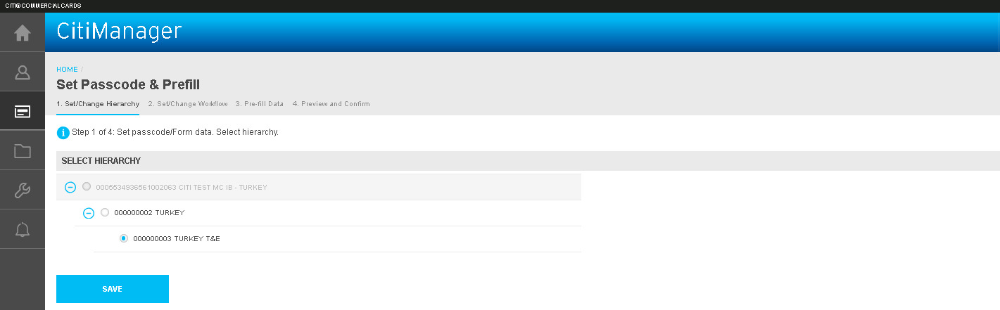 CITI@COMMERCIALCARDS
CitiManager
HOME /
Set Passcode & Prefill
1. Set/Change Hierarchy 2. Set/Change Workflow 3. Pre-fill Data 4. Preview and Confirm
i Step 1 of 4: Set passcode/Form data. Select hierarchy.
SELECT HIERARCHY
0005534936561002063 CITI TEST MC IB - TURKEY
000000002 TURKEY
000000003 TURKEY T&E
SAVE